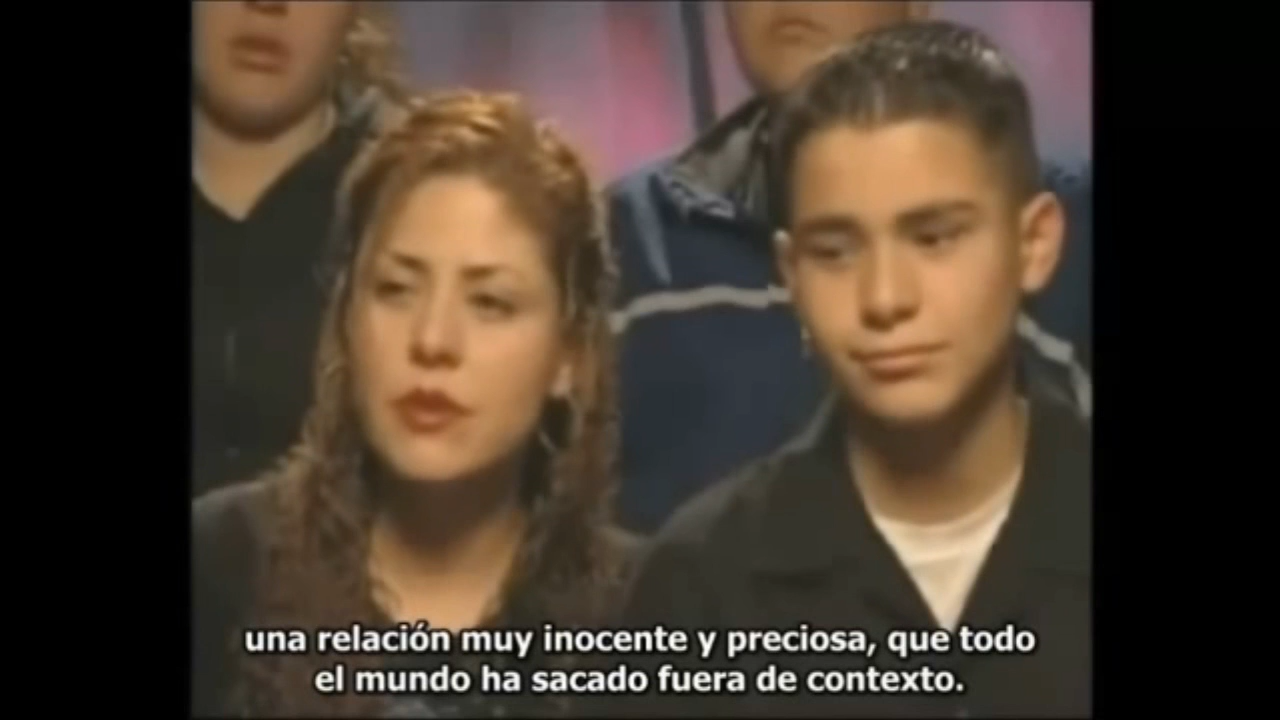 una relación muy inocente y preciosa, que todo
el mundo ha sacado fuera de contexto.